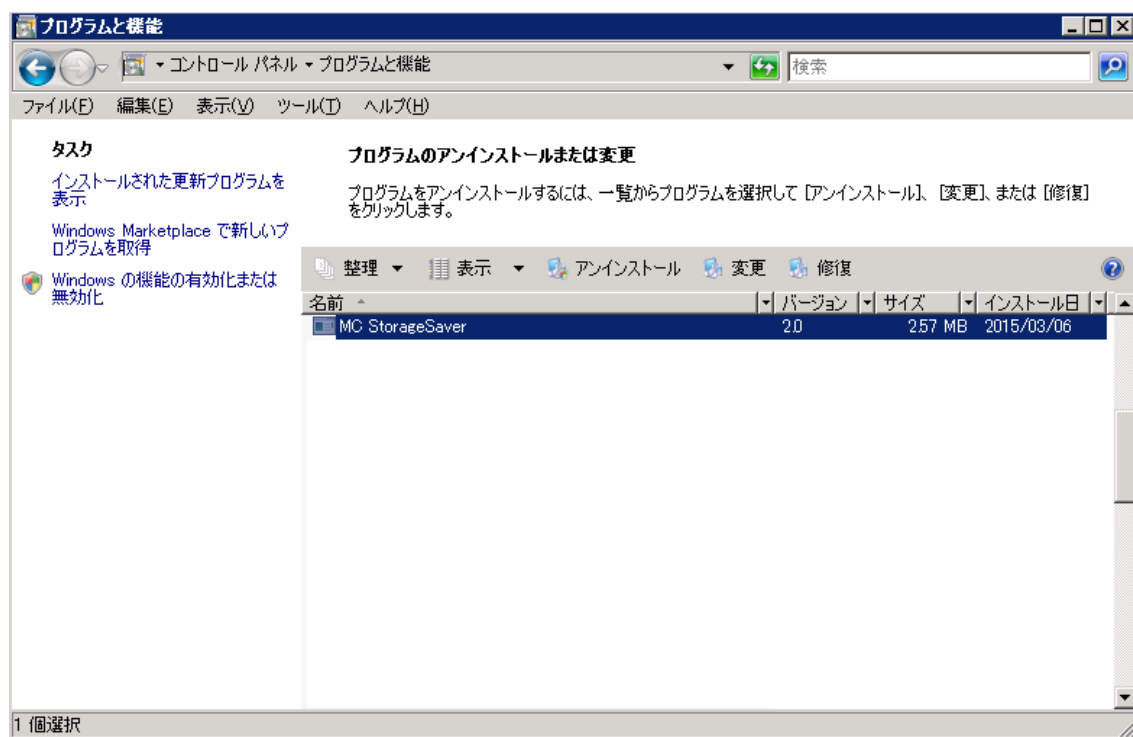 プログラムと機能
コントロール パネル プログラムと機能
検索
ファイル(F) 編集(E) 表示(V) ツール(T) ヘルプ(H)
タスク
インストールされた更新プログラムを
表示
Windows Marketplace で新しいプ
ログラムを取得
Windows の機能の有効化または
無効化
プログラムのアンインストールまたは変更
プログラムをアンインストールするには、一覧からプログラムを選択して [アンインストール]、[変更]、または [修復]
をクリックします。
整理 表示 アンインストール 変更 修復
名前 バージョン サイズ インストール日
MC StorageSaver 2.0 2.57 MB 2015/03/06
1 個選択